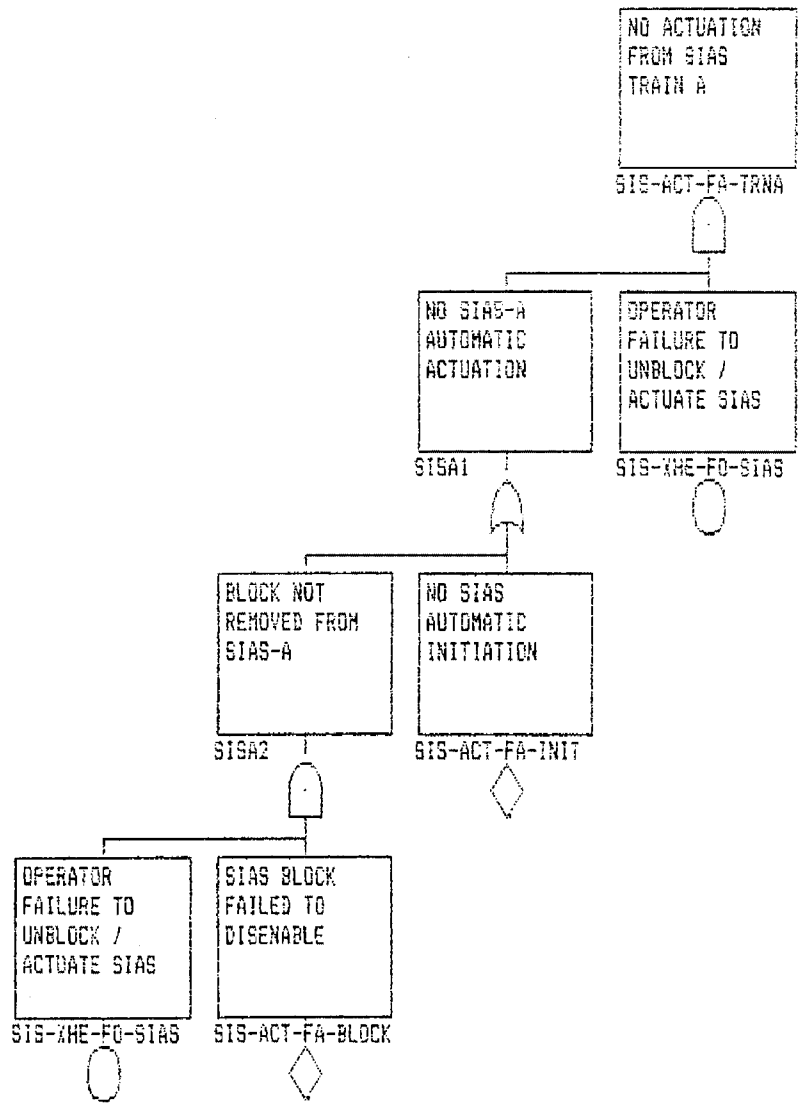 NO ACTUATION
FROM SIAS
TRAIN A
SIS-ACT-FA-TRNA
NO SIAS-A
AUTOMATIC
ACTUATION
SISA1
OPERATOR
FAILURE TO
UNBLOCK /
ACTUATE SIAS
SIS-XHE-FO-SIAS
BLOCK NOT
REMOVED FROM
SIAS-A
SISA2
NO SIAS
AUTOMATIC
INITIATION
SIS-ACT-FA-INIT
OPERATOR
FAILURE TO
UNBLOCK /
ACTUATE SIAS
SIS-XHE-FO-SIAS
SIAS BLOCK
FAILED TO
DISENABLE
SIS-ACT-FA-BLOCK